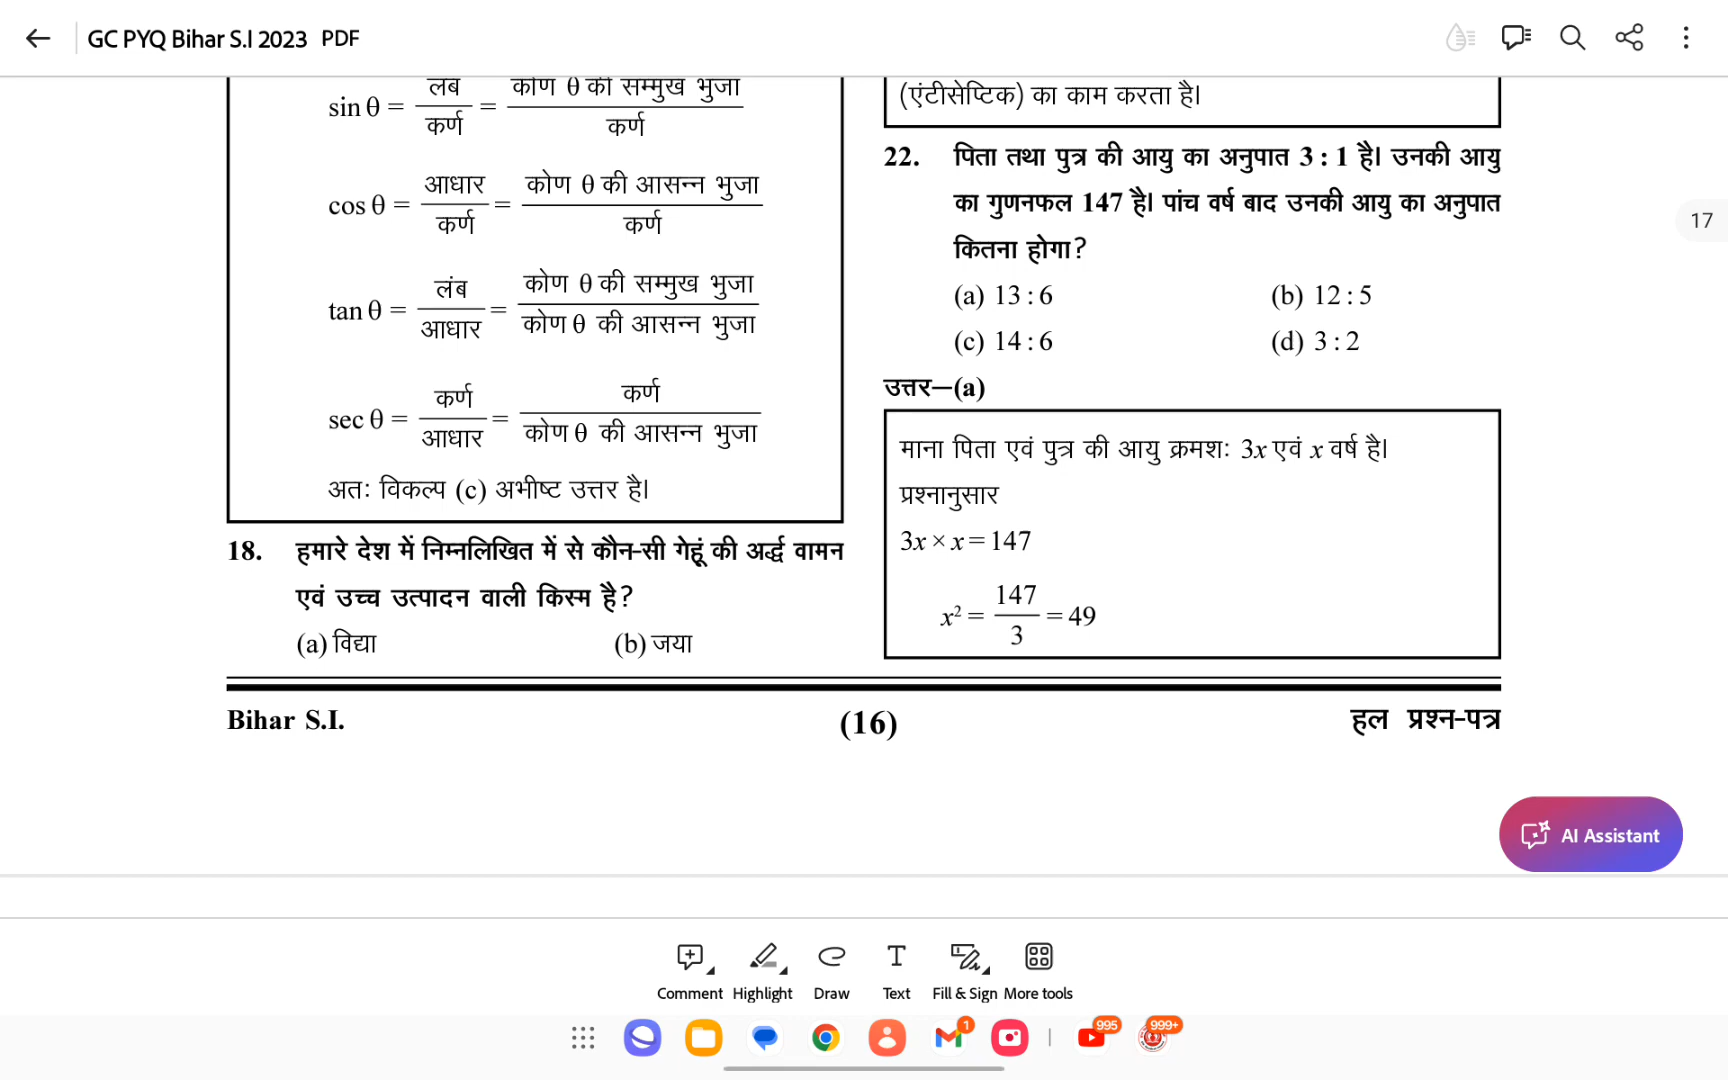 GC PYQ Bihar S.I 2023 PDF
sin θ = लंब / कर्ण = कोण θ की सम्मुख भुजा / कर्ण
cos θ = आधार / कर्ण = कोण θ की आसन्न भुजा / कर्ण
tan θ = लंब / आधार = कोण θ की सम्मुख भुजा / कोण θ की आसन्न भुजा
sec θ = कर्ण / आधार = कर्ण / कोण θ की आसन्न भुजा
अतः विकल्प (c) अभीष्ट उत्तर है।
18. हमारे देश में निम्नलिखित में से कौन-सी गेहूं की अर्द्ध वामन
एवं उच्च उत्पादन वाली किस्म है?
(a) विद्या (b) जया
(एंटीसेप्टिक) का काम करता है।
22. पिता तथा पुत्र की आयु का अनुपात 3 : 1 है। उनकी आयु
का गुणनफल 147 है। पांच वर्ष बाद उनकी आयु का अनुपात
कितना होगा?
(a) 13 : 6 (b) 12 : 5
(c) 14 : 6 (d) 3 : 2
उत्तर—(a)
माना पिता एवं पुत्र की आयु क्रमशः 3x एवं x वर्ष है।
प्रश्नानुसार
3x × x = 147
x² = 147 / 3 = 49
17
Bihar S.I. (16) हल प्रश्न-पत्र
AI Assistant
Comment Highlight Draw Text Fill & Sign More tools
1 995 999+